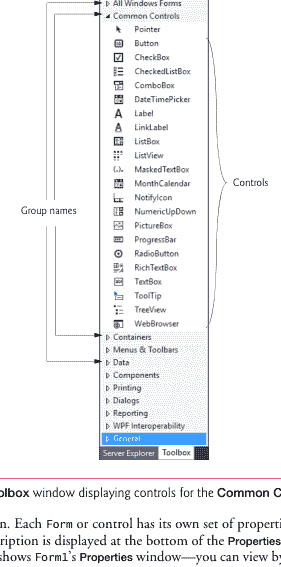 All Windows Forms
Common Controls
Pointer
Button
CheckBox
CheckedListBox
ComboBox
DateTimePicker
Label
LinkLabel
ListBox
ListView
MaskedTextBox
MonthCalendar
NotifyIcon
NumericUpDown
PictureBox
ProgressBar
RadioButton
RichTextBox
TextBox
ToolTip
TreeView
WebBrowser
Containers
Menus & Toolbars
Data
Components
Printing
Dialogs
Reporting
WPF Interoperability
General
Server Explorer Toolbox
Group names
Controls
olbox window displaying controls for the Common C
n. Each Form or control has its own set of properti
ription is displayed at the bottom of the Properties
shows Form1's Properties window—you can view by